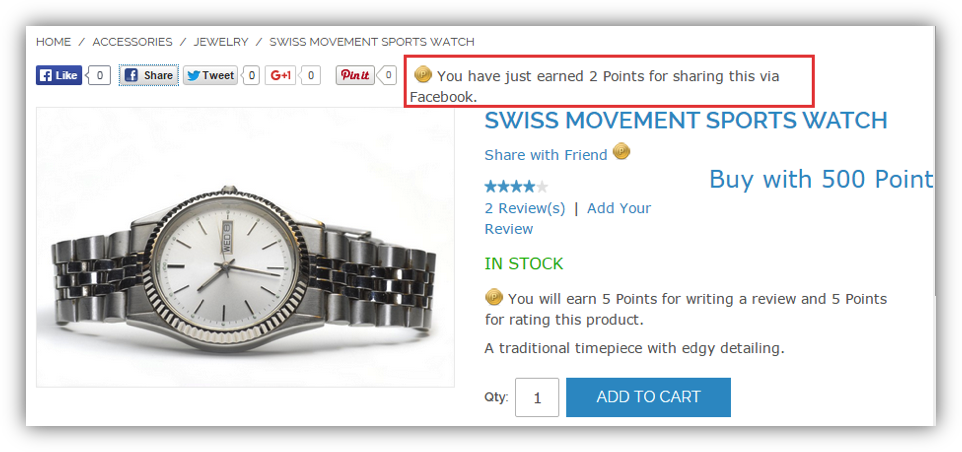 HOME / ACCESSORIES / JEWELRY / SWISS MOVEMENT SPORTS WATCH
Like 0 Share Tweet 0 G+1 0 Pin it 0
You have just earned 2 Points for sharing this via
Facebook.
SWISS MOVEMENT SPORTS WATCH
Share with Friend
Buy with 500 Point
2 Review(s) | Add Your
Review
IN STOCK
You will earn 5 Points for writing a review and 5 Points
for rating this product.
A traditional timepiece with edgy detailing.
Qty: 1 ADD TO CART